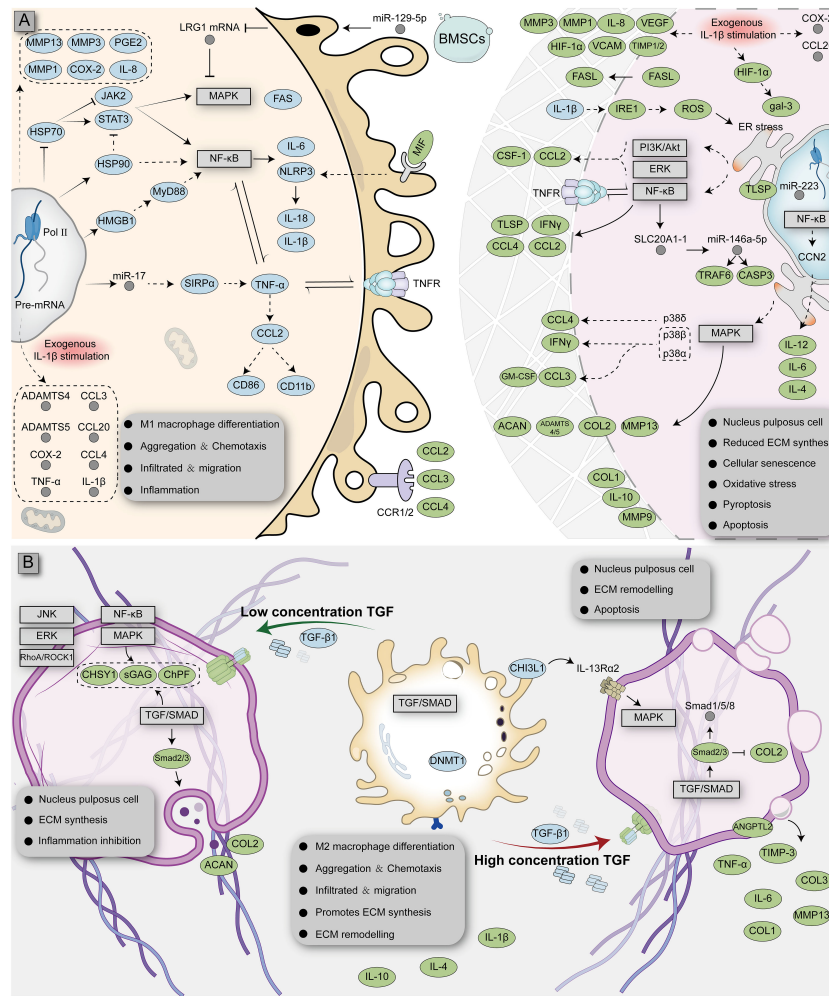 A
MMP13 MMP3 PGE2
MMP1 COX-2 IL-8
LRG1 mRNA
miR-129-5p
BMSCs
JAK2
STAT3
HSP70
HSP90
MAPK
FAS
NF-κB
IL-6
NLRP3
IL-18
IL-1β
MIF
MyD88
HMGB1
Pol II
Pre-mRNA
miR-17
SIRPα
TNF-α
TNFR
CCL2
CD86
CD11b
Exogenous
IL-1β stimulation
ADAMTS4 CCL3
ADAMTS5 CCL20
COX-2 CCL4
TNF-α IL-1β
● M1 macrophage differentiation
● Aggregation & Chemotaxis
● Infiltrated & migration
● Inflammation
CCR1/2
CCL2
CCL3
CCL4
MMP3 MMP1 IL-8 VEGF
HIF-1α VCAM TIMP1/2
Exogenous
IL-1β stimulation
COX-2
CCL20
FASL FASL
HIF-1α
gal-3
IL-1β IRE1 ROS
ER stress
PI3K/Akt
ERK
NF-κB
CSF-1 CCL2
TNFR
TLSP
miR-223
NF-κB
CCN2
TLSP IFNγ
CCL4 CCL2
SLC20A1-1
miR-146a-5p
TRAF6 CASP3
CCL4
IFNγ
GM-CSF CCL3
p38δ
p38β
p38α
MAPK
IL-12
IL-6
IL-4
ACAN ADAMTS
4/5
COL2 MMP13
COL1
IL-10
MMP9
● Nucleus pulposus cell
● Reduced ECM synthes
● Cellular senescence
● Oxidative stress
● Pyroptosis
● Apoptosis
B
JNK NF-κB
ERK MAPK
RhoA/ROCK1
CHSY1 sGAG ChPF
TGF/SMAD
Smad2/3
● Nucleus pulposus cell
● ECM synthesis
● Inflammation inhibition
COL2
ACAN
Low concentration TGF
TGF-β1
TGF/SMAD
DNMT1
CHI3L1
IL-13Rα2
● M2 macrophage differentiation
● Aggregation & Chemotaxis
● Infiltrated & migration
● Promotes ECM synthesis
● ECM remodelling
TGF-β1
High concentration TGF
IL-1β
IL-4
IL-10
● Nucleus pulposus cell
● ECM remodelling
● Apoptosis
MAPK
Smad1/5/8
Smad2/3
COL2
TGF/SMAD
ANGPTL2
TNF-α
TIMP-3
COL3
IL-6
MMP13
COL1